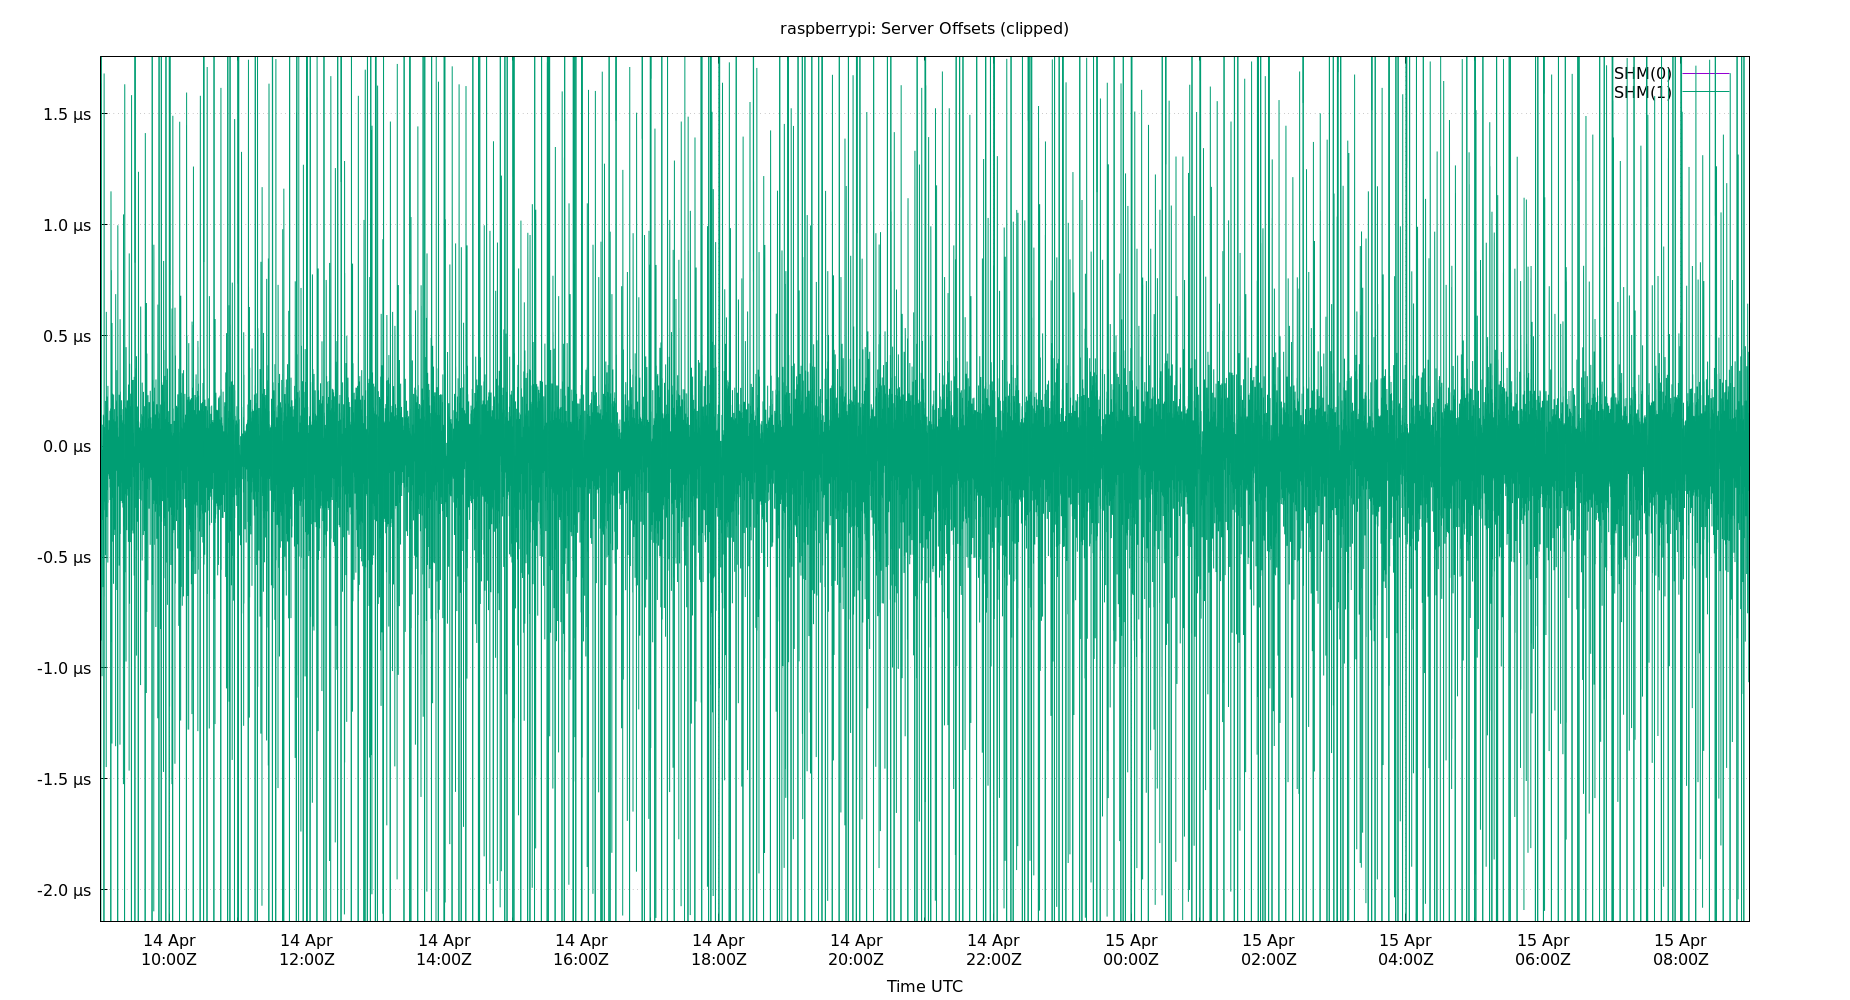 raspberrypi: Server Offsets (clipped)
SHM(0)
SHM(1)
1.5 µs
1.0 µs
0.5 µs
0.0 µs
-0.5 µs
-1.0 µs
-1.5 µs
-2.0 µs
14 Apr 14 Apr 14 Apr 14 Apr 14 Apr 14 Apr 14 Apr 15 Apr 15 Apr 15 Apr 15 Apr 15 Apr
10:00Z 12:00Z 14:00Z 16:00Z 18:00Z 20:00Z 22:00Z 00:00Z 02:00Z 04:00Z 06:00Z 08:00Z
Time UTC